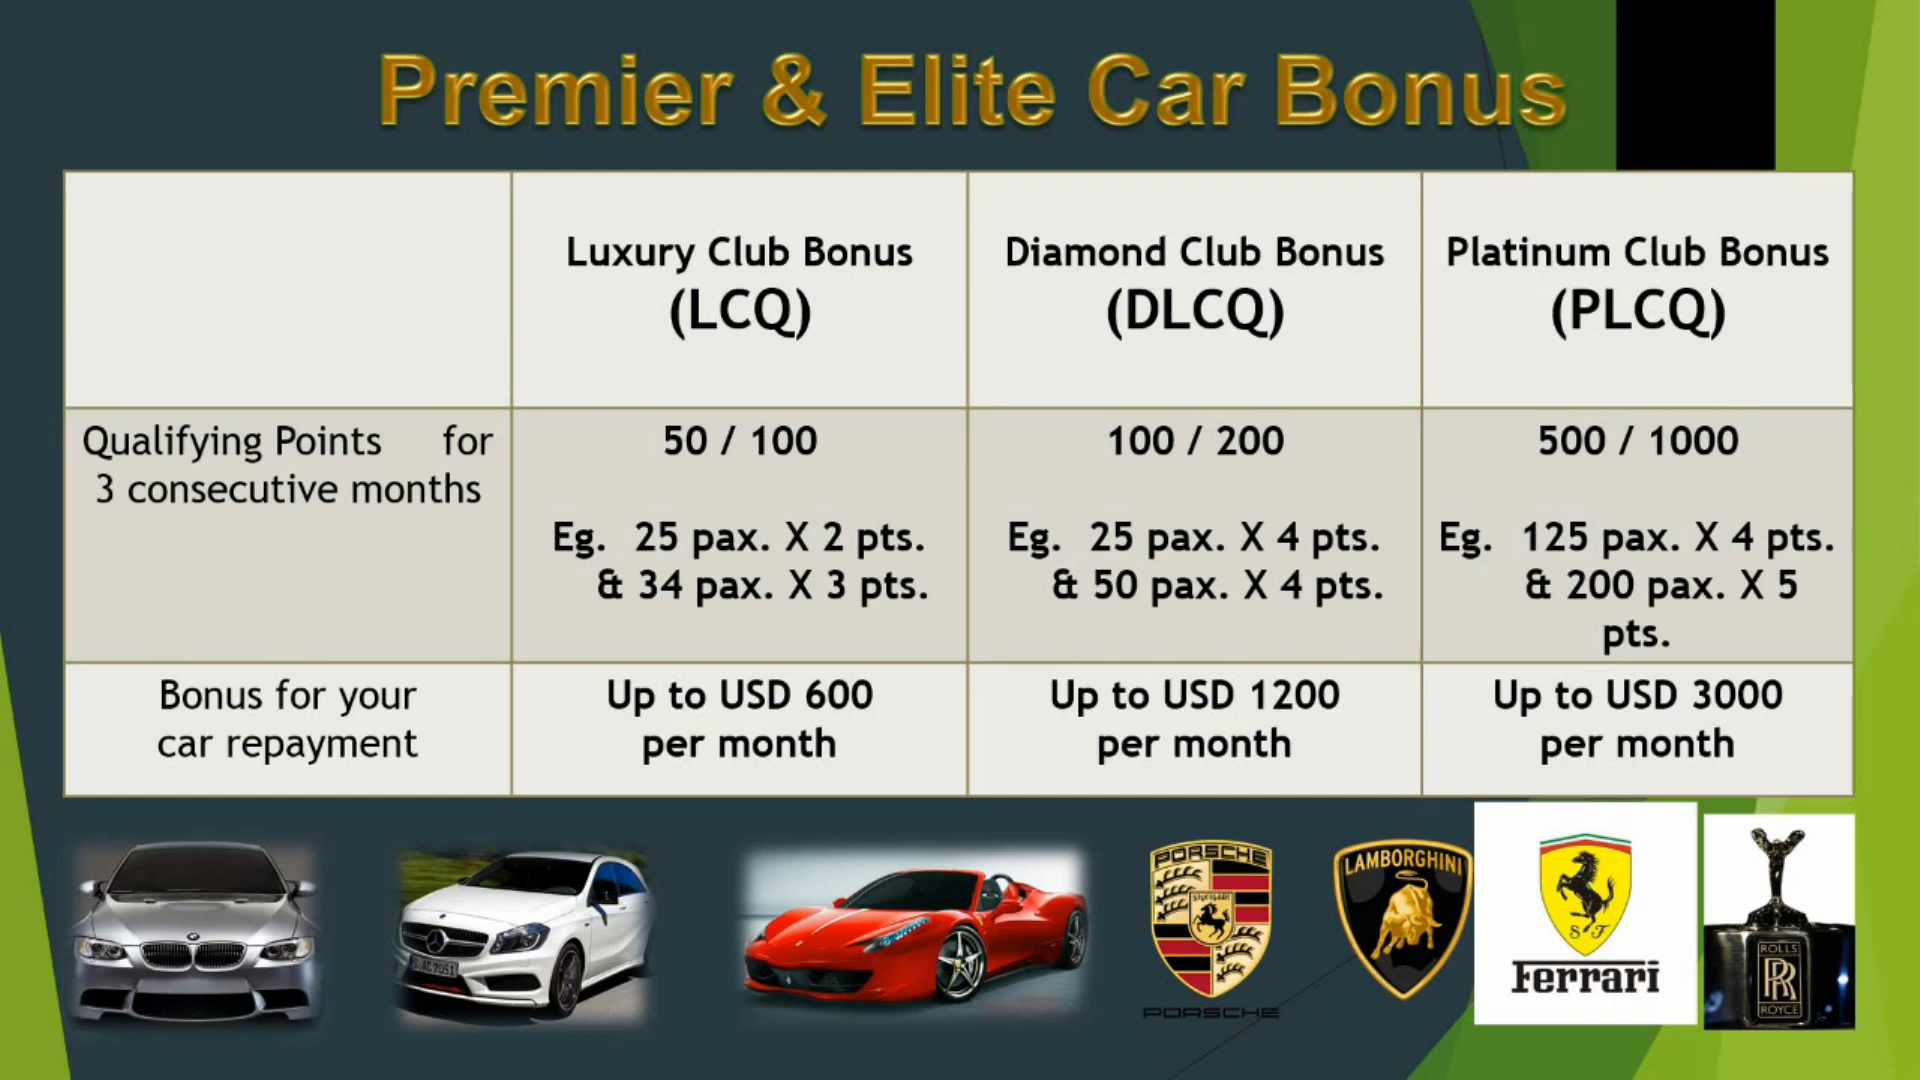 Premier & Elite Car Bonus
Luxury Club Bonus
(LCQ)
Diamond Club Bonus
(DLCQ)
Platinum Club Bonus
(PLCQ)
Qualifying Points for
3 consecutive months
50 / 100
Eg. 25 pax. X 2 pts.
& 34 pax. X 3 pts.
100 / 200
Eg. 25 pax. X 4 pts.
& 50 pax. X 4 pts.
500 / 1000
Eg. 125 pax. X 4 pts.
& 200 pax. X 5
pts.
Bonus for your
car repayment
Up to USD 600
per month
Up to USD 1200
per month
Up to USD 3000
per month
PORSCHE
STUTTGART
PORSCHE
LAMBORGHINI
S F
Ferrari
ROLLS
RR
ROYCE